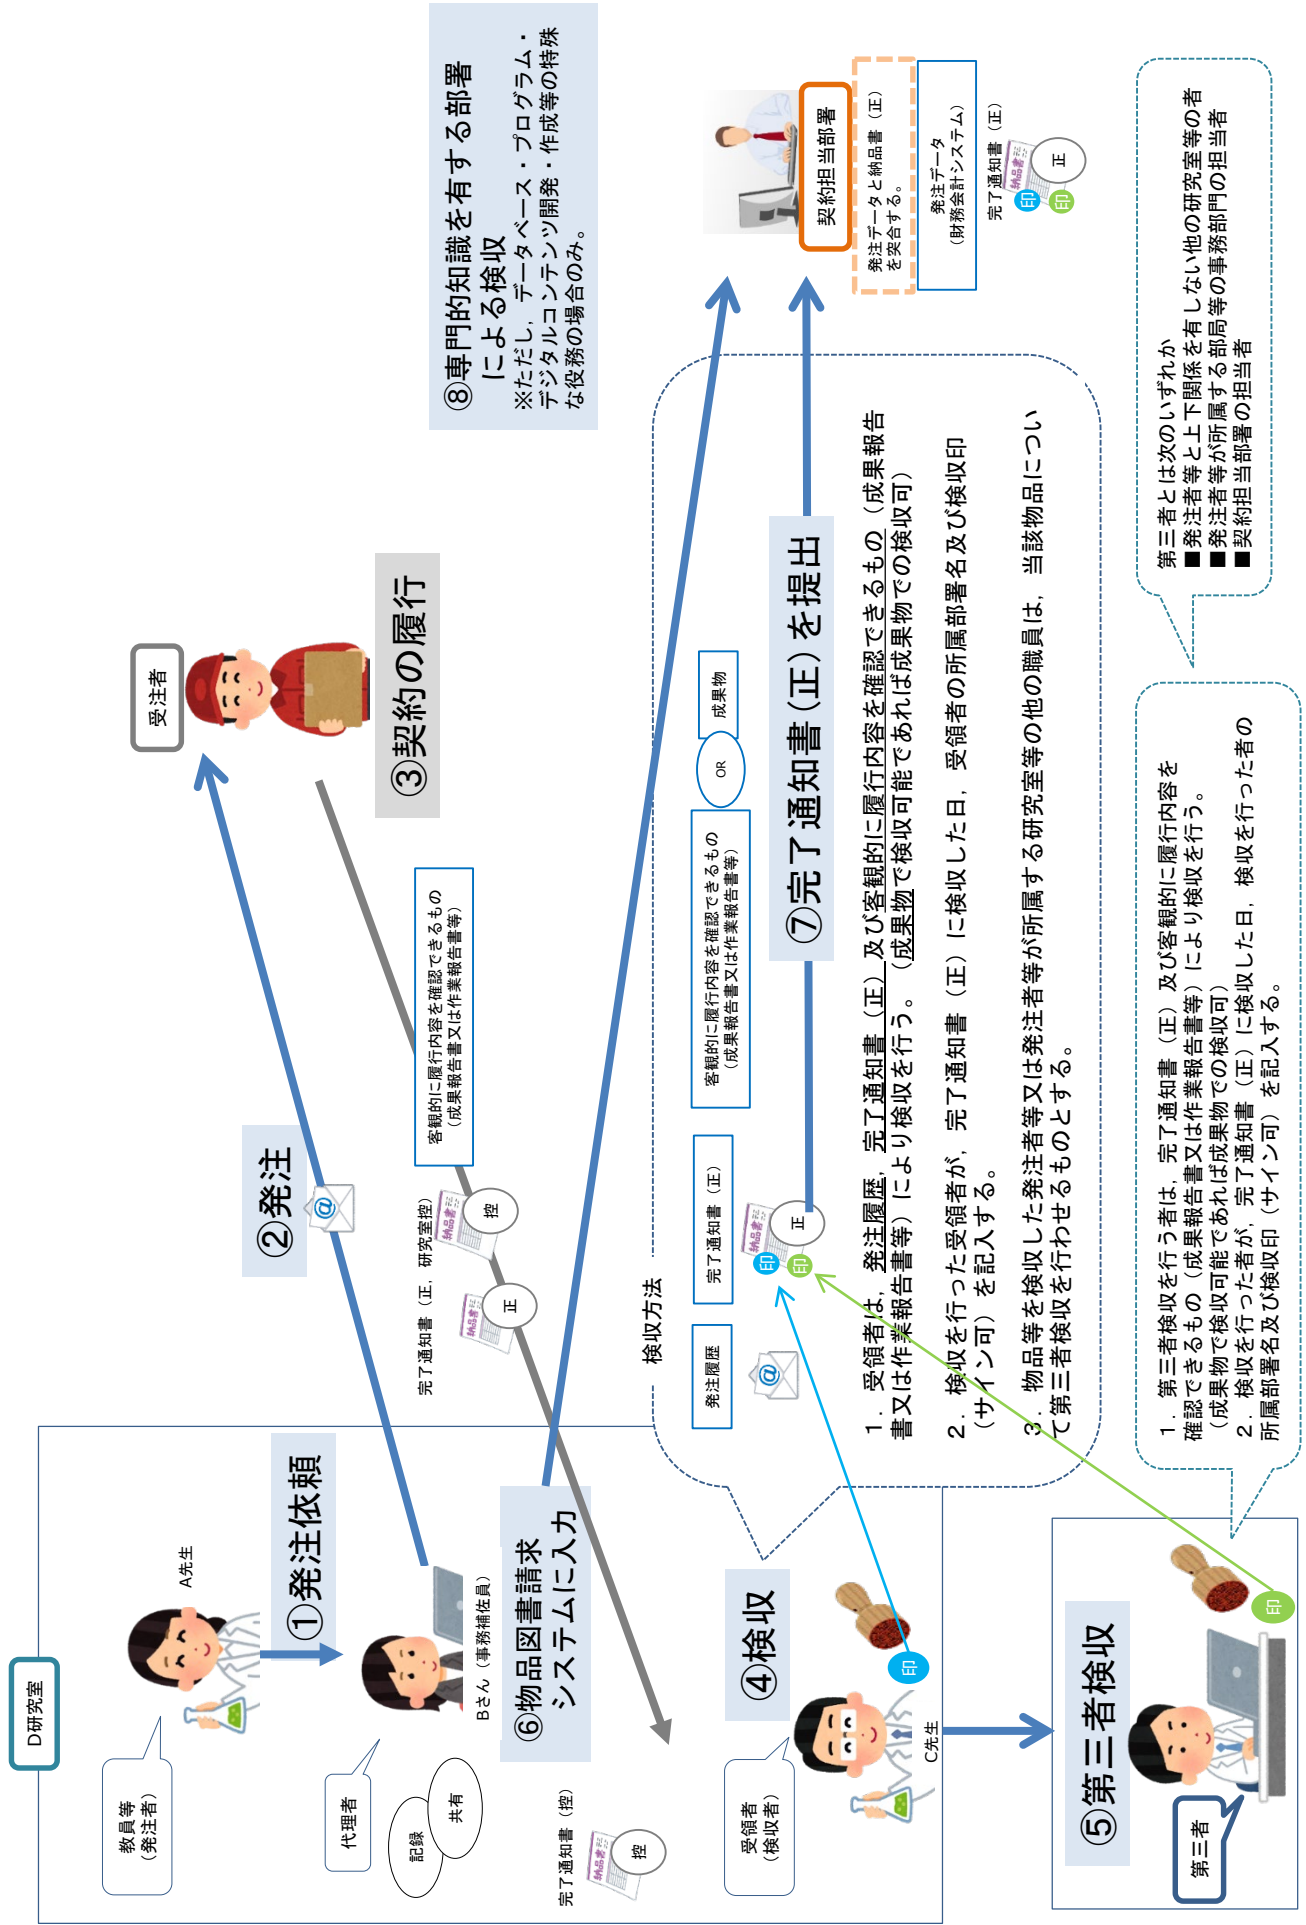 D研究室
教員等
（発注者）
A先生
①発注依頼
代理者
記録
共有
Bさん（事務補佐員）
②発注
@
受注者
③契約の履行
客観的に履行内容を確認できるもの
（成果報告書又は作業報告書等）
完了通知書（正，研究室控）
納品書
正
納品書
控
⑥物品図書請求
システムに入力
完了通知書（控）
納品書
控
⑧専門的知識を有する部署
による検収
※ただし，データベース・プログラム・
デジタルコンテンツ開発・作成等の特殊
な役務の場合のみ。
受領者
（検収者）
④検収
C先生
印
検収方法
発注履歴
@
完了通知書（正）
納品書
印
印
正
客観的に履行内容を確認できるもの
（成果報告書又は作業報告書等）
OR
成果物
⑦完了通知書（正）を提出
１．受領者は，発注履歴，完了通知書（正）及び客観的に履行内容を確認できるもの（成果報告
書又は作業報告書等）により検収を行う。（成果物で検収可能であれば成果物での検収可）
２．検収を行った受領者が，完了通知書（正）に検収した日，受領者の所属部署名及び検収印
（サイン可）を記入する。
３．物品等を検収した発注者等又は発注者等が所属する研究室等の他の職員は，当該物品につい
て第三者検収を行わせるものとする。
契約担当部署
発注データと納品書（正）
を突合する。
発注データ
（財務会計システム）
完了通知書（正）
納品書
印
印
正
⑤第三者検収
第三者
印
１．第三者検収を行う者は，完了通知書（正）及び客観的に履行内容を
確認できるもの（成果報告書又は作業報告書等）により検収を行う。
（成果物で検収可能であれば成果物での検収可）
２．検収を行った者が，完了通知書（正）に検収した日，検収を行った者の
所属部署名及び検収印（サイン可）を記入する。
第三者とは次のいずれか
■発注者等と上下関係を有しない他の研究室等の者
■発注者等が所属する部局等の事務部門の担当者
■契約担当部署の担当者